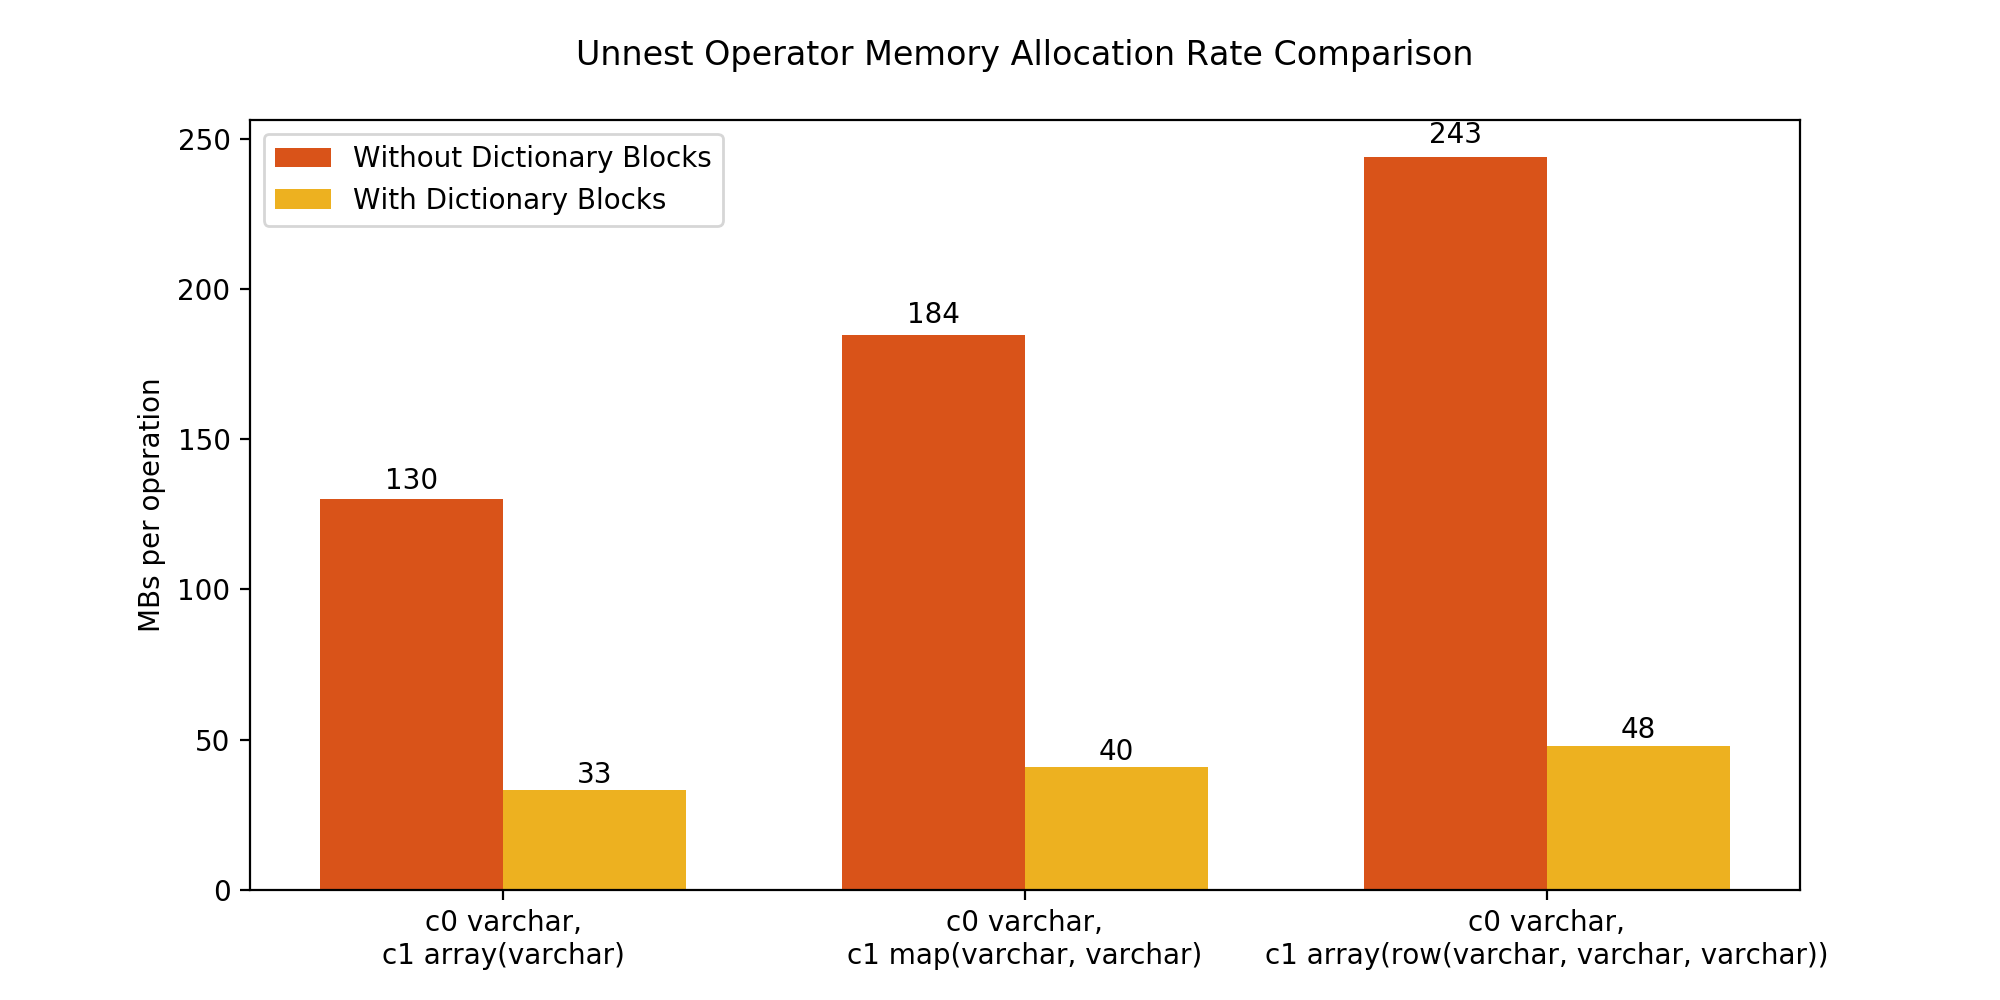 Unnest Operator Memory Allocation Rate Comparison
Without Dictionary Blocks
With Dictionary Blocks
MBs per operation
250
200
150
100
50
0
130
33
184
40
243
48
c0 varchar,
c1 array(varchar)
c0 varchar,
c1 map(varchar, varchar)
c0 varchar,
c1 array(row(varchar, varchar, varchar))